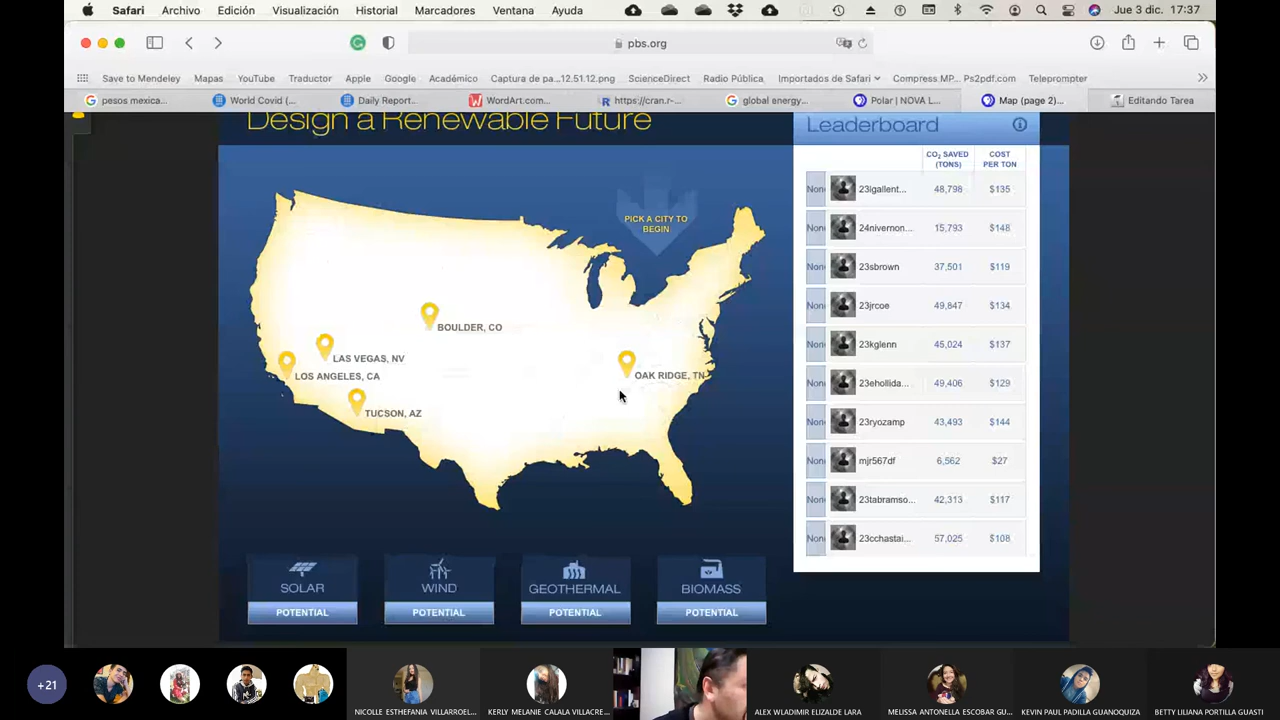 Safari Archivo Edición Visualización Historial Marcadores Ventana Ayuda Jue 3 dic. 17:37
pbs.org
Save to Mendeley Mapas YouTube Traductor Apple Google Académico Captura de pa...12.51.12.png ScienceDirect Radio Pública Importados de Safari Compress MP...Ps2pdf.com Teleprompter
pesos mexica... World Covid (... Daily Report... WordArt.com... https://cran.r-... global energy... Polar | NOVA L... Map (page 2)... Editando Tarea
Design a Renewable Future
PICK A CITY TO
BEGIN
BOULDER, CO
LAS VEGAS, NV
LOS ANGELES, CA
OAK RIDGE, TN
TUCSON, AZ
SOLAR WIND GEOTHERMAL BIOMASS
POTENTIAL POTENTIAL POTENTIAL POTENTIAL
Leaderboard
CO₂ SAVED COST
(TONS) PER TON
23igallent... 48,798 $135
24nivernon... 15,793 $148
23sbrown 37,501 $119
23jrcoe 49,847 $134
23kglenn 45,024 $137
23ehollida... 49,406 $129
23ryozamp 43,493 $144
mjr567df 6,562 $27
23tabramso... 42,313 $117
23cchastai... 57,025 $108
+21
NICOLLE ESTHEFANIA VILLARROEL... KERLY MELANIE CAJALA VILLACRE... ALEX WLADIMIR ELIZALDE LARA MELISSA ANTONELLA ESCOBAR GU... KEVIN PAUL PADILLA GUANOQUIZA BETTY LILIANA PORTILLA GUASTI